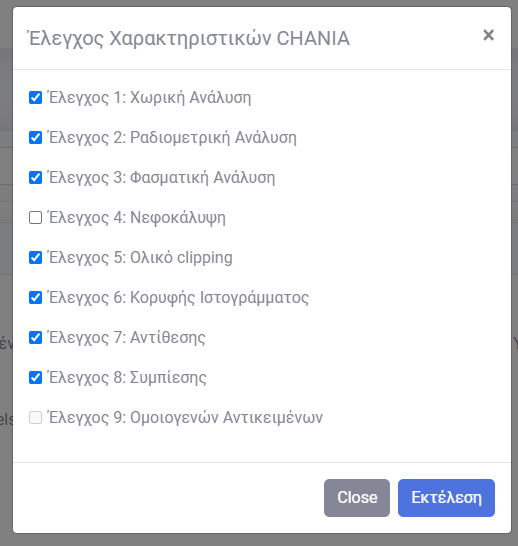 Έλεγχος Χαρακτηριστικών CHANIA ×
Έλεγχος 1: Χωρική Ανάλυση
Έλεγχος 2: Ραδιομετρική Ανάλυση
Έλεγχος 3: Φασματική Ανάλυση
Έλεγχος 4: Νεφοκάλυψη
Έλεγχος 5: Ολικό clipping
Έλεγχος 6: Κορυφής Ιστογράμματος
Έλεγχος 7: Αντίθεσης
Έλεγχος 8: Συμπίεσης
Έλεγχος 9: Ομοιογενών Αντικειμένων
Close Εκτέλεση